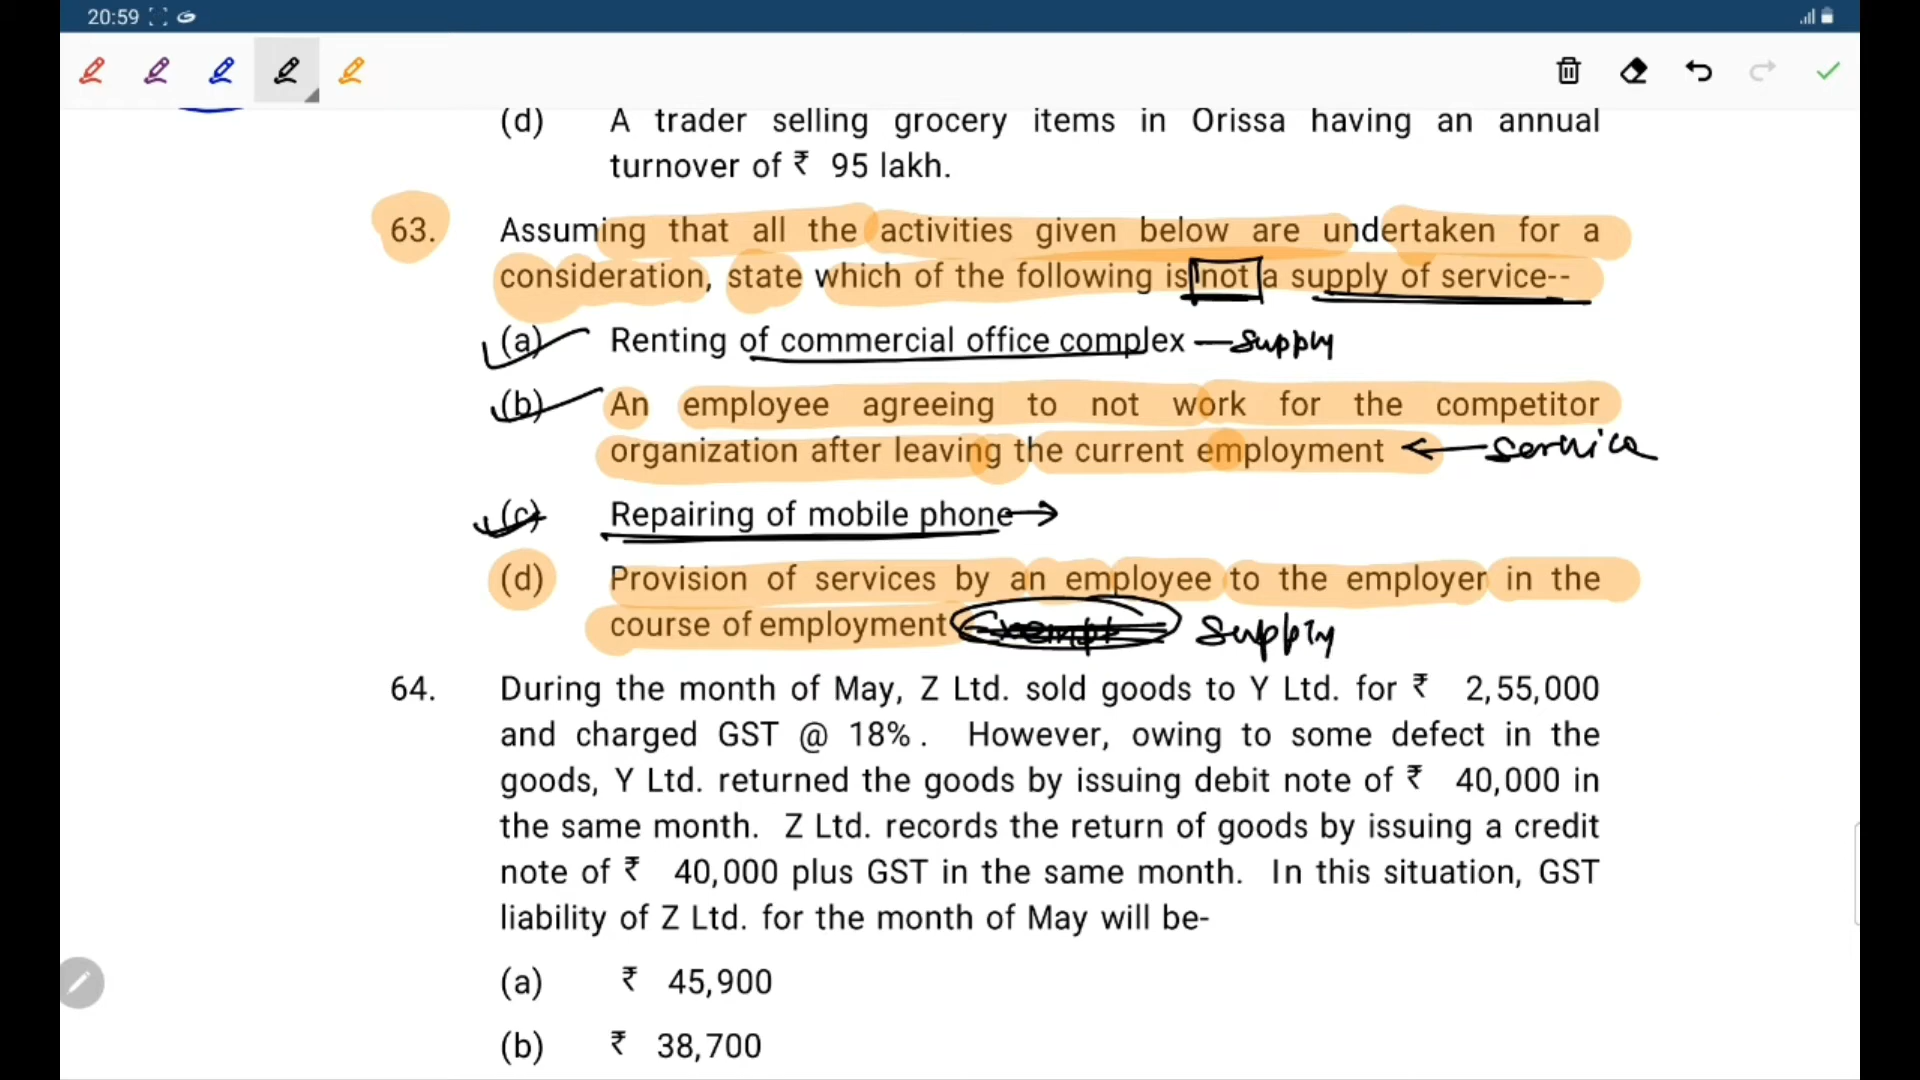 20:59
(d) A trader selling grocery items in Orissa having an annual
turnover of ₹ 95 lakh.
63. Assuming that all the activities given below are undertaken for a
consideration, state which of the following is not a supply of service--
(a) Renting of commercial office complex — Supply
(b) An employee agreeing to not work for the competitor
organization after leaving the current employment ← Service
(c) Repairing of mobile phone →
(d) Provision of services by an employee to the employer in the
course of employment Exempt Supply
64. During the month of May, Z Ltd. sold goods to Y Ltd. for ₹ 2,55,000
and charged GST @ 18% . However, owing to some defect in the
goods, Y Ltd. returned the goods by issuing debit note of ₹ 40,000 in
the same month. Z Ltd. records the return of goods by issuing a credit
note of ₹ 40,000 plus GST in the same month. In this situation, GST
liability of Z Ltd. for the month of May will be-
(a) ₹ 45,900
(b) ₹ 38,700